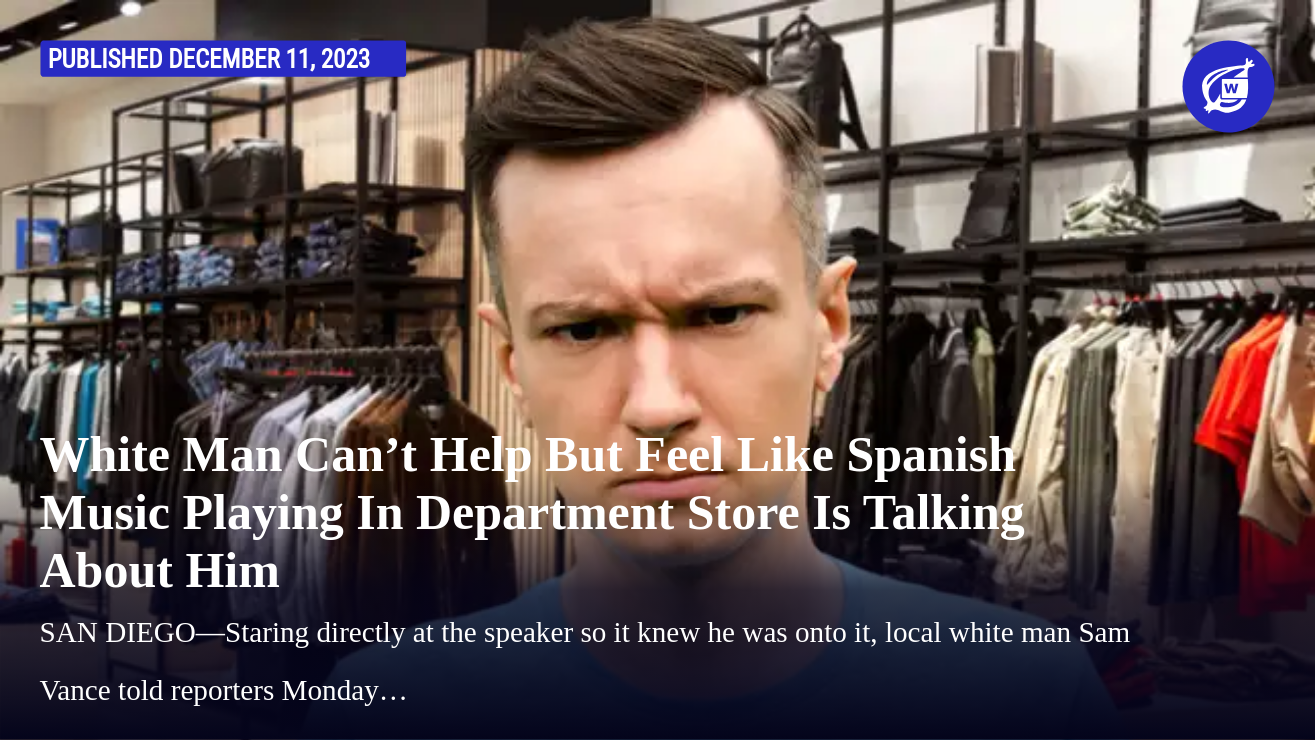 PUBLISHED DECEMBER 11, 2023
W
White Man Can’t Help But Feel Like Spanish
Music Playing In Department Store Is Talking
About Him
SAN DIEGO—Staring directly at the speaker so it knew he was onto it, local white man Sam
Vance told reporters Monday…